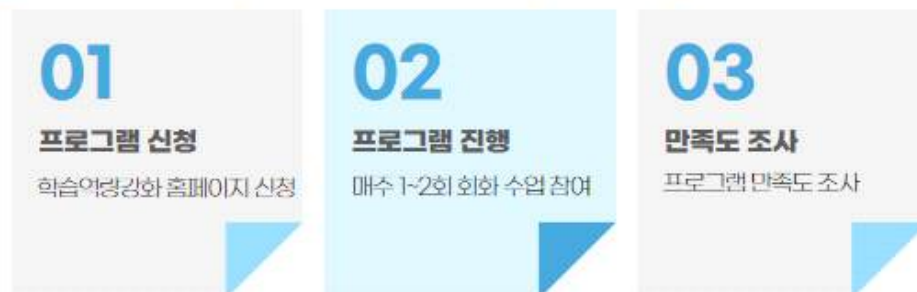 01
프로그램 신청
학습역량강화 홈페이지 신청
02
프로그램 진행
매주 1~2회 회화 수업 참여
03
만족도 조사
프로그램 만족도 조사